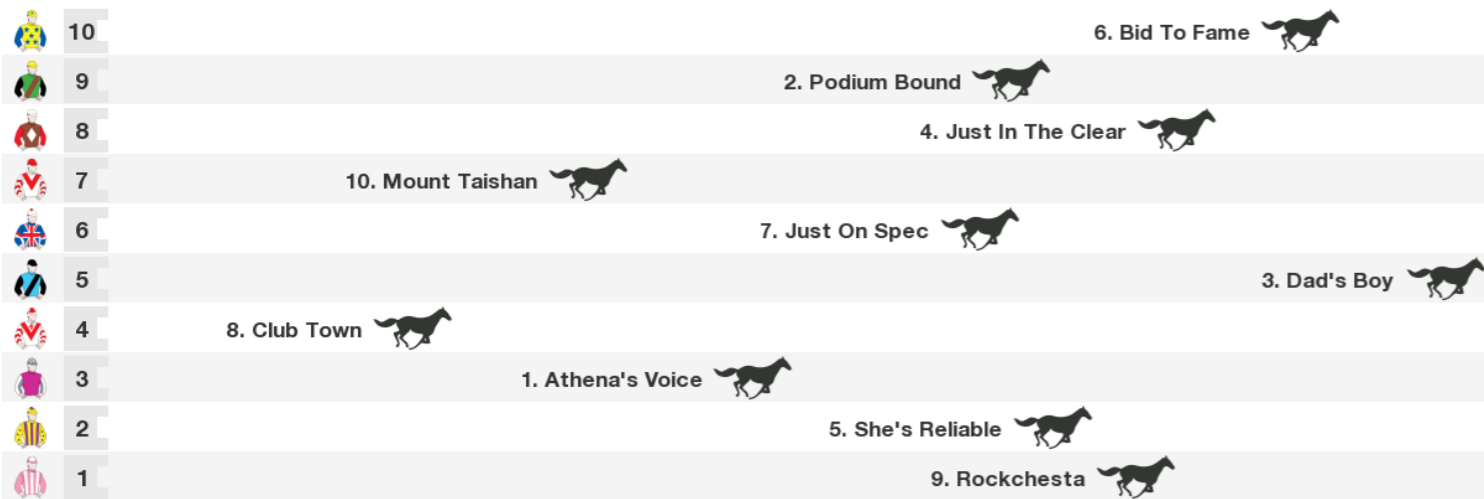 10 6. Bid To Fame
9 2. Podium Bound
8 4. Just In The Clear
7 10. Mount Taishan
6 7. Just On Spec
5 3. Dad's Boy
4 8. Club Town
3 1. Athena's Voice
2 5. She's Reliable
1 9. Rockchesta